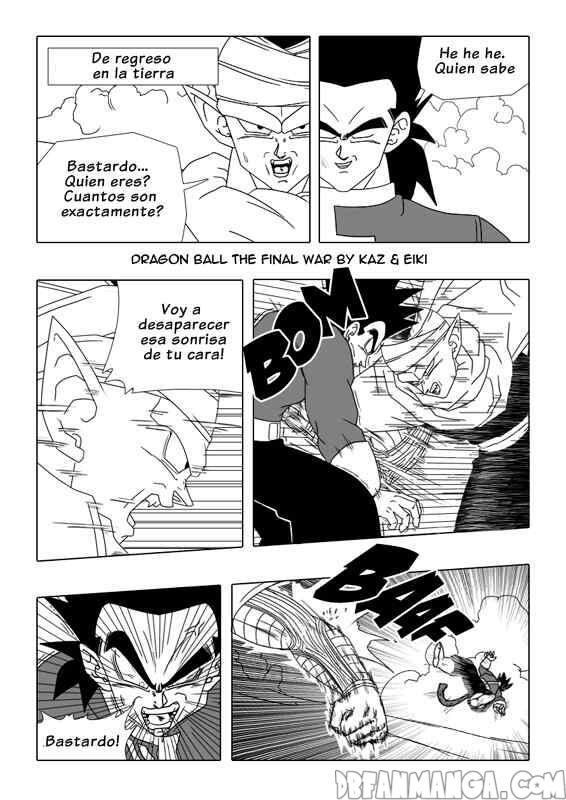 De regreso
en la tierra
He he he.
Quien sabe
Bastardo...
Quien eres?
Cuantos son
exactamente?
DRAGON BALL THE FINAL WAR BY KAZ & EIKI
Voy a
desaparecer
esa sonrisa
de tu cara!
BOM
Bastardo!
BAAF
DBFANMANGA.COM